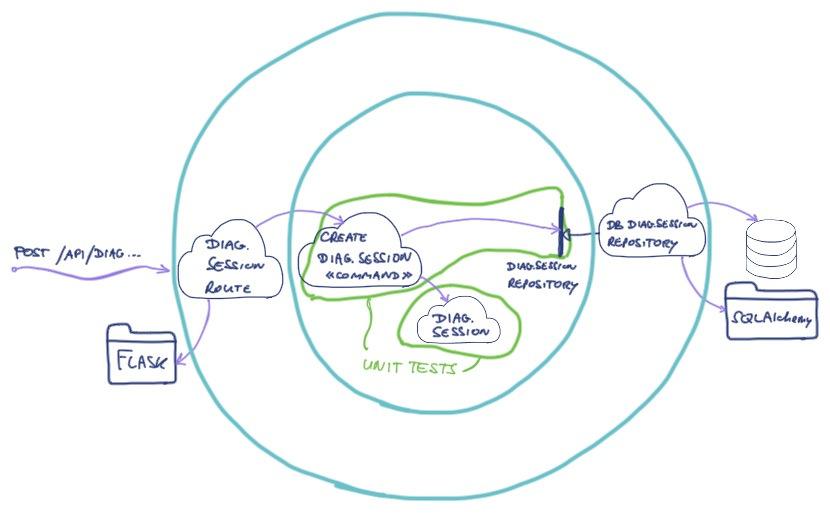 POST /API/DIAG...
DIAG.
SESSION
ROUTE
FLASK
CREATE
DIAG.SESSION
«COMMAND»
DIAG.
SESSION
UNIT TESTS
DIAG.SESSION
REPOSITORY
DB DIAG.SESSION
REPOSITORY
SQLAlchemy